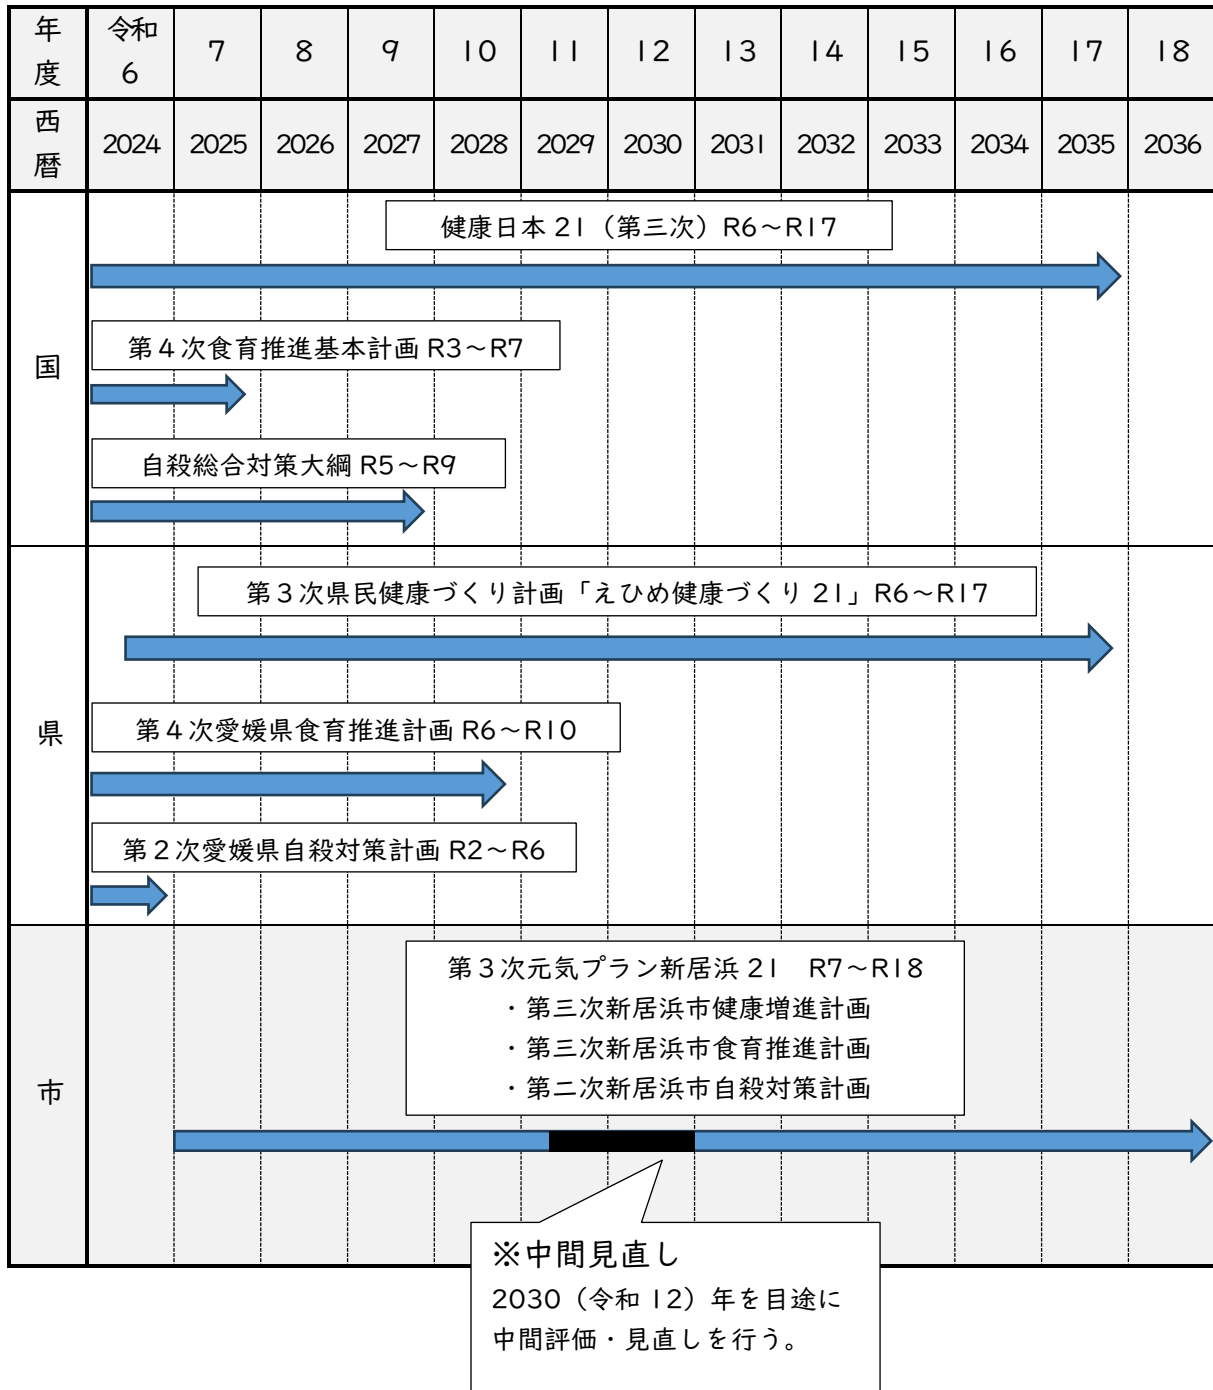 年度 令和6 7 8 9 10 11 12 13 14 15 16 17 18
西暦 2024 2025 2026 2027 2028 2029 2030 2031 2032 2033 2034 2035 2036
国
健康日本21（第三次）R6～R17
第４次食育推進基本計画 R3～R7
自殺総合対策大綱 R5～R9
県
第３次県民健康づくり計画「えひめ健康づくり21」R6～R17
第４次愛媛県食育推進計画 R6～R10
第２次愛媛県自殺対策計画 R2～R6
市
第３次元気プラン新居浜21　R7～R18
・第三次新居浜市健康増進計画
・第三次新居浜市食育推進計画
・第二次新居浜市自殺対策計画
※中間見直し
2030（令和12）年を目途に
中間評価・見直しを行う。